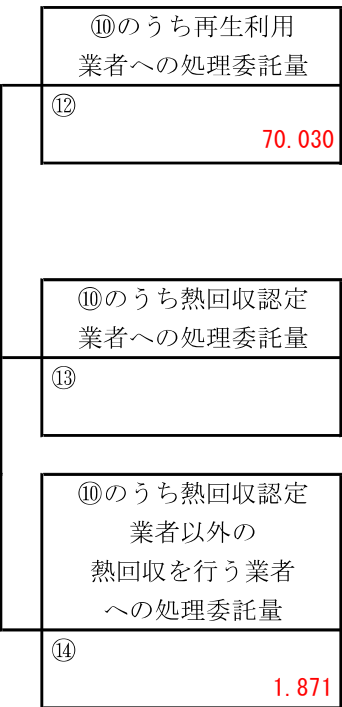 ⑩のうち再生利用
業者への処理委託量
⑫
70.030
⑩のうち熱回収認定
業者への処理委託量
⑬
⑩のうち熱回収認定
業者以外の
熱回収を行う業者
への処理委託量
⑭
1.871